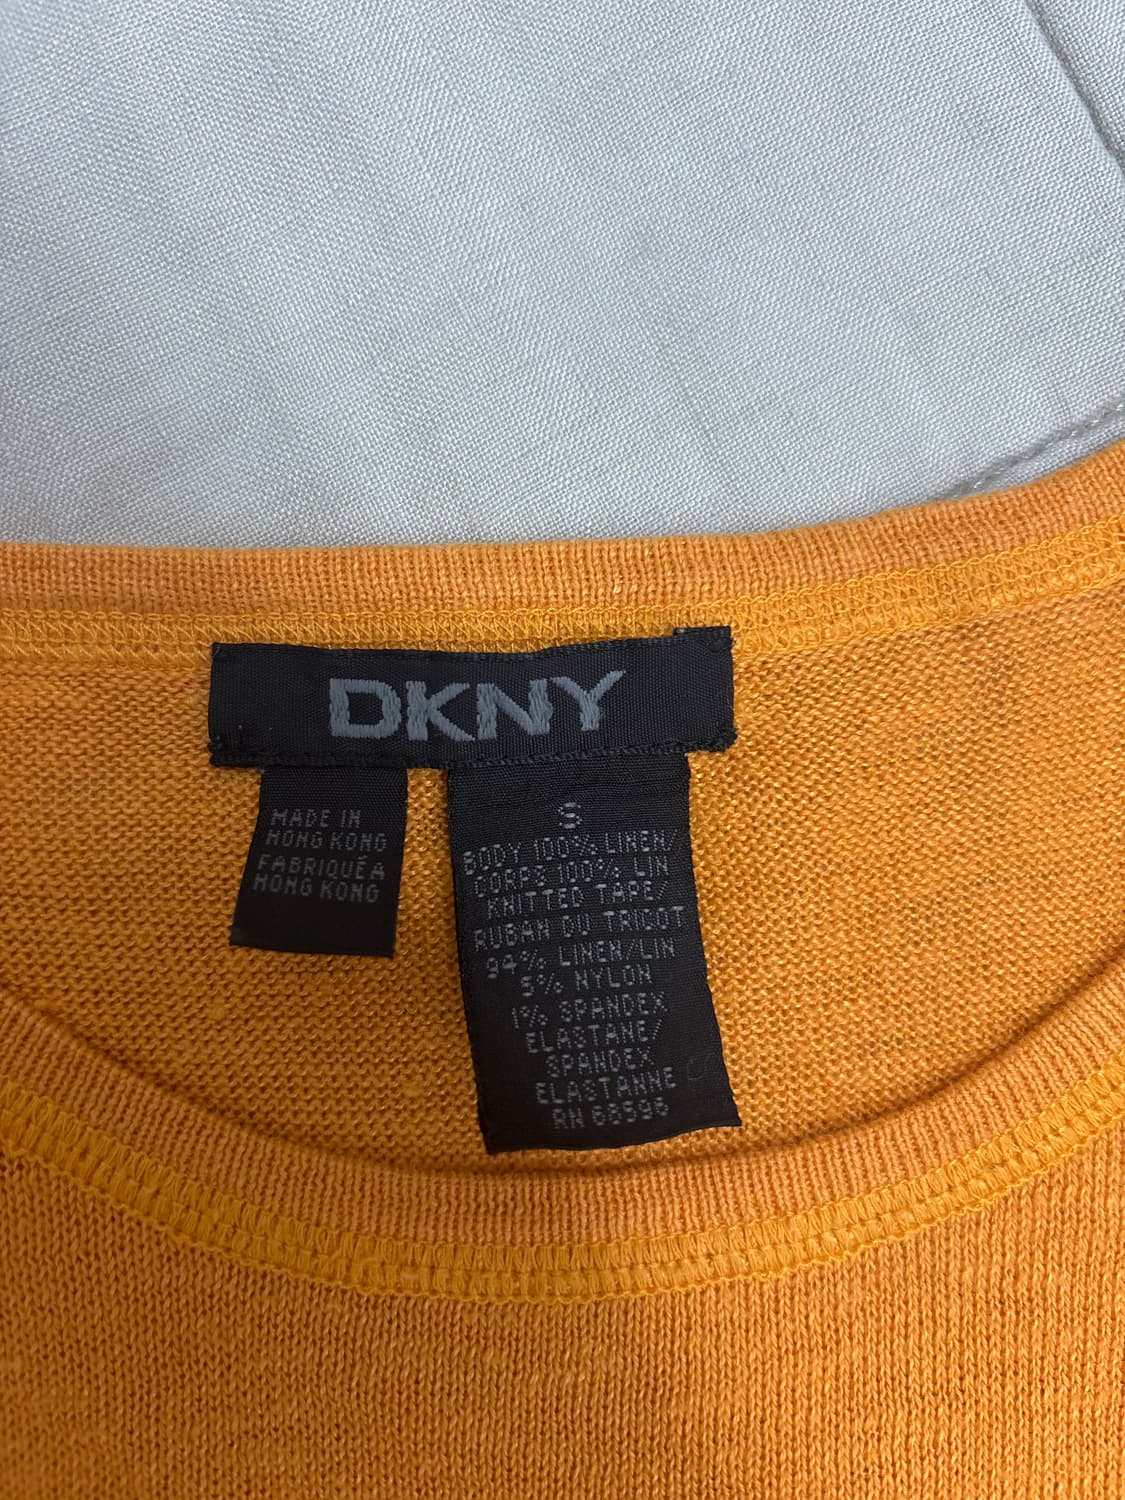 DKNY
MADE IN
HONG KONG
FABRIQUÉ A
HONG KONG
S
BODY 100% LINEN/
CORPS 100% LIN
KNITTED TAPE/
RUBAN DU TRICOT
94% LINEN/LIN
5% NYLON
1% SPANDEX
ELASTANE/
SPANDEX
ELASTANNE
RN 68596